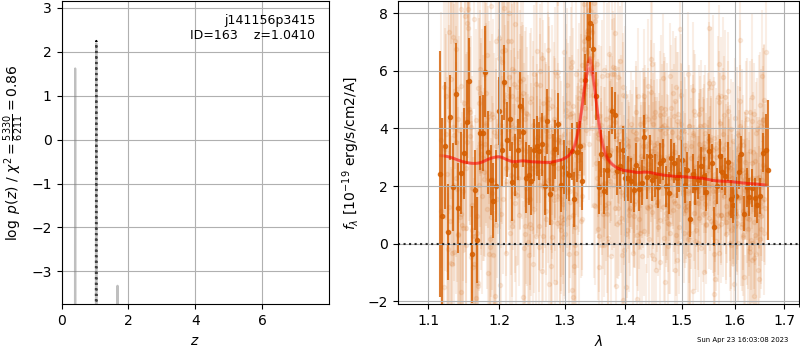 j141156p3415
ID=163 z=1.0410
log p(z) / χ² = 5330/6211 = 0.86
3
2
1
0
−1
−2
−3
0 2 4 6
z
f_λ [10⁻¹⁹ erg/s/cm2/A]
8
6
4
2
0
−2
1.1 1.2 1.3 1.4 1.5 1.6 1.7
λ
Sun Apr 23 16:03:08 2023